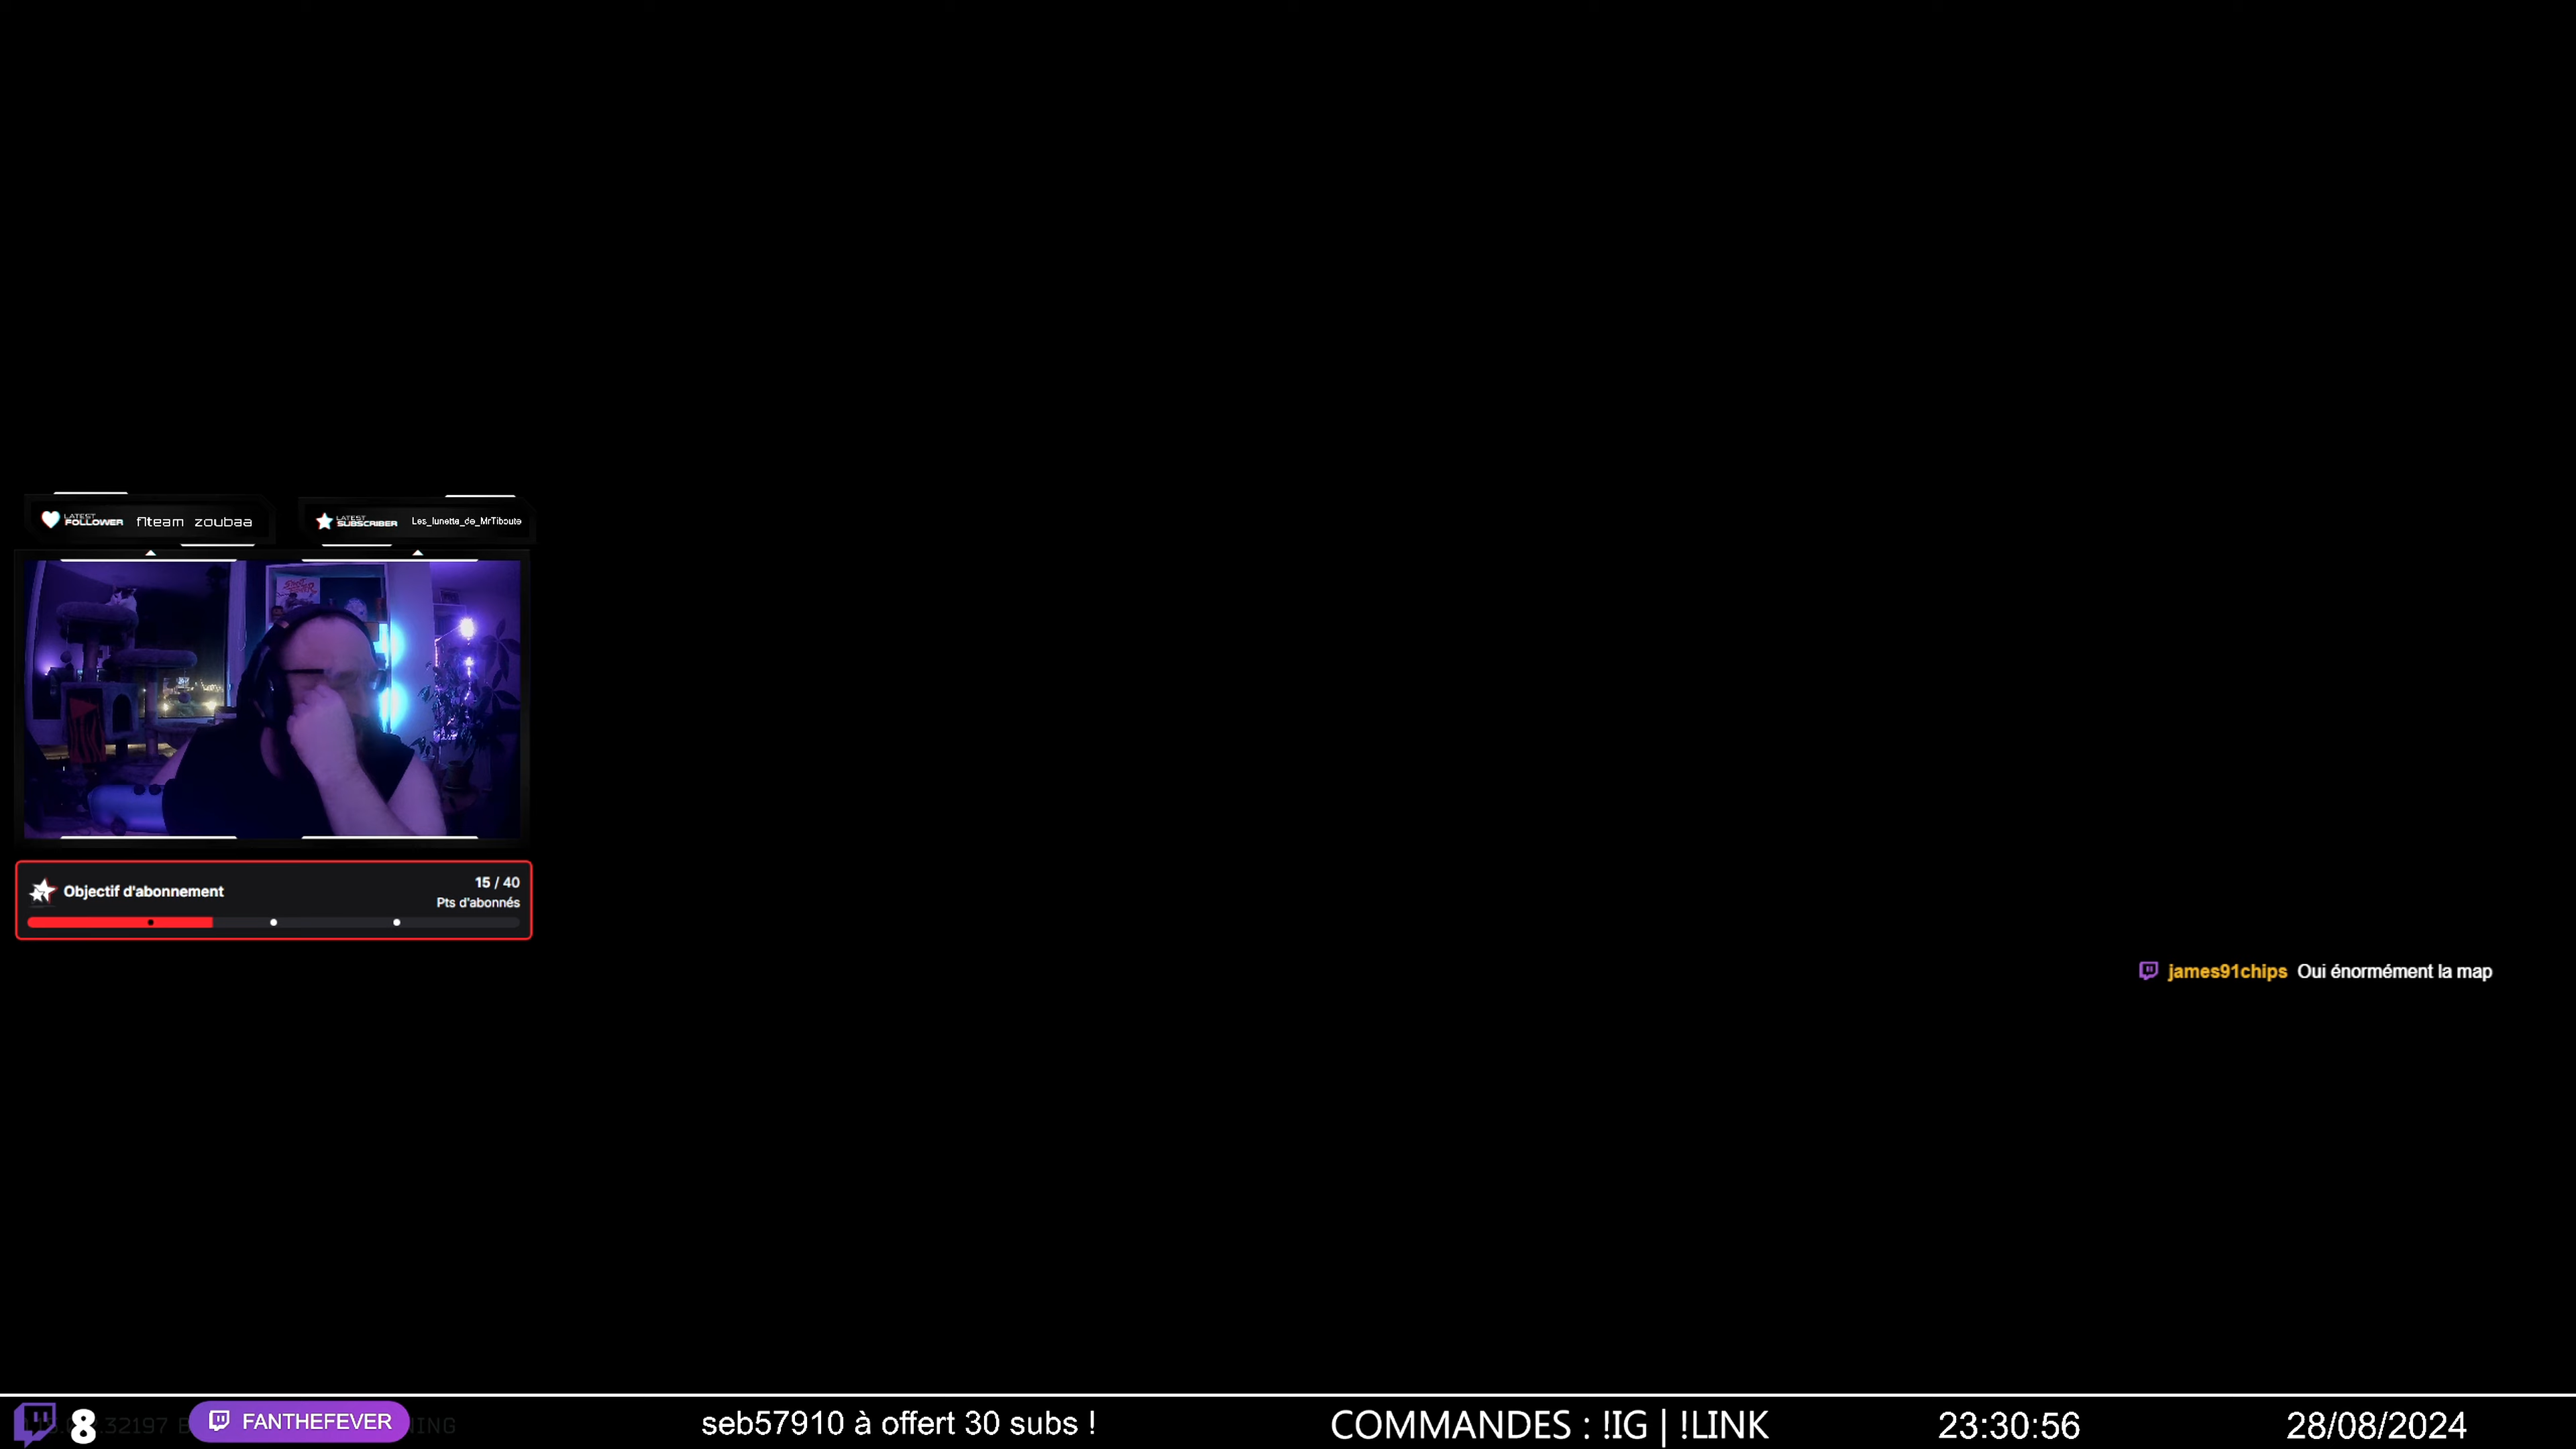 LATEST FOLLOWER f1team zoubaa
LATEST SUBSCRIBER Les_lunette_de_MrTiboute
Objectif d'abonnement
15 / 40
Pts d'abonnés
james91chips Oui énormément la map
8
FANTHEFEVER
seb57910 à offert 30 subs !
COMMANDES : !IG | !LINK
23:30:56
28/08/2024